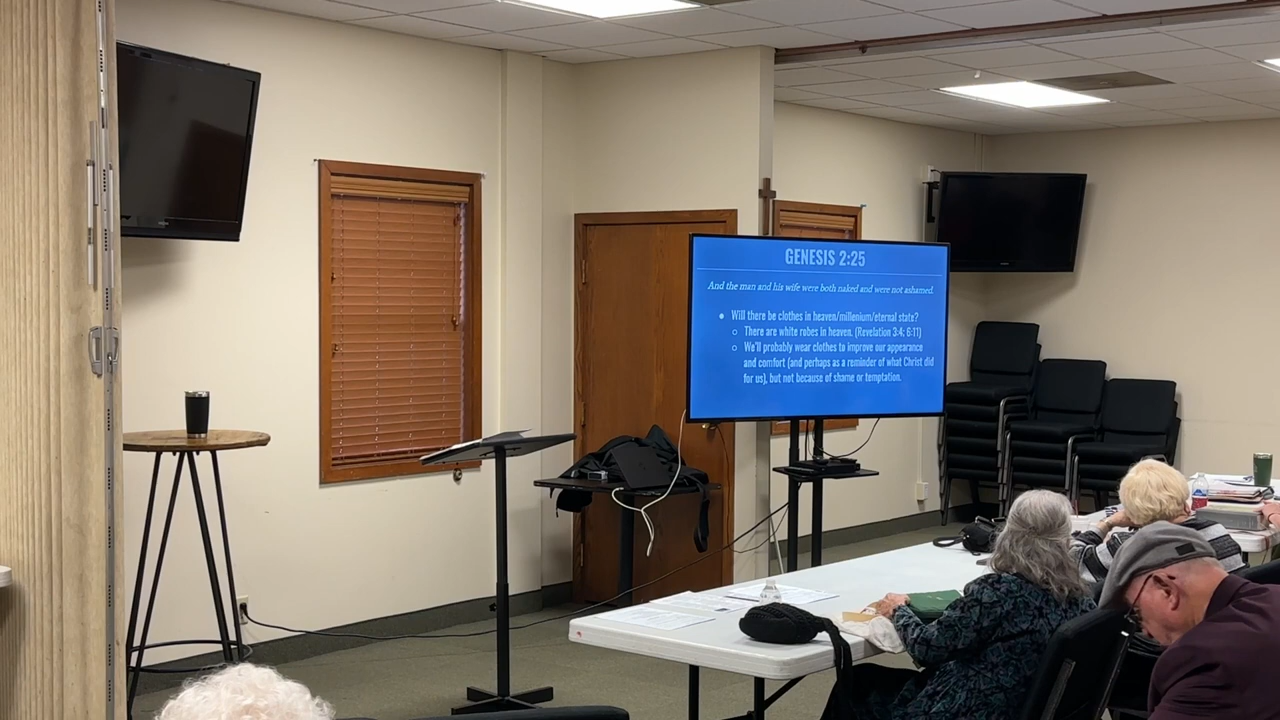 GENESIS 2:25
And the man and his wife were both naked and were not ashamed.
● Will there be clothes in heaven/millenium/eternal state?
○ There are white robes in heaven. (Revelation 3:4; 6:11)
○ We'll probably wear clothes to improve our appearance
and comfort (and perhaps as a reminder of what Christ did
for us), but not because of shame or temptation.